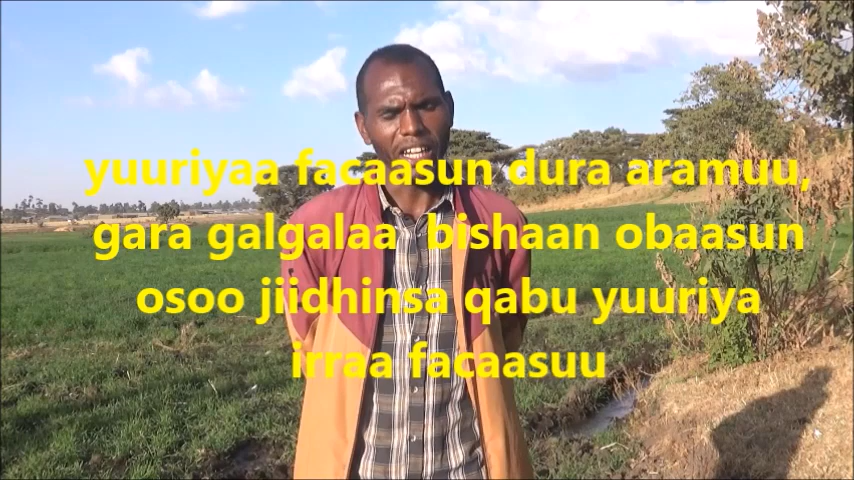 yuuriyaa facaasun dura aramuu,
gara galgalaa bishaan obaasun
osoo jiidhinsa qabu yuuriya
irraa facaasuu